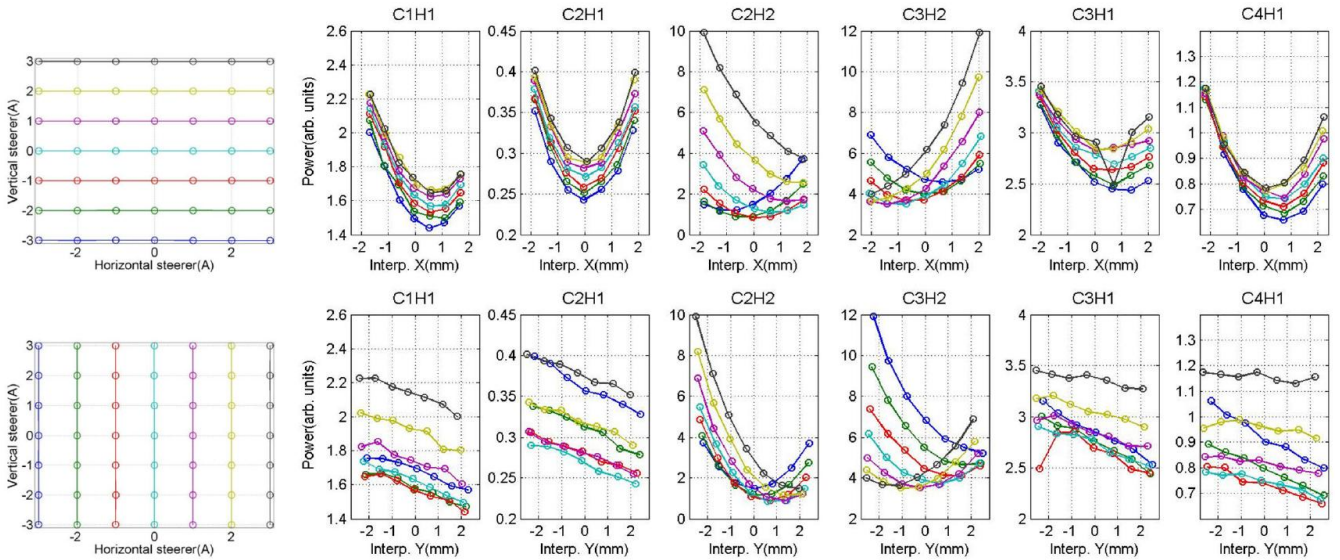 C1H1 C2H1 C2H2 C3H2 C3H1 C4H1
Vertical steerer(A)
3
2
1
0
-1
-2
-3
-2 0 2
Horizontal steerer(A)
Power(arb. units)
2.6
2.4
2.2
2
1.8
1.6
1.4
-2 -1 0 1 2
Interp. X(mm)
0.45
0.4
0.35
0.3
0.25
0.2
-2 -1 0 1 2
Interp. X(mm)
10
8
6
4
2
0
-2 -1 0 1 2
Interp. X(mm)
12
10
8
6
4
2
-2 -1 0 1 2
Interp. X(mm)
4
3.5
3
2.5
2
-2 -1 0 1 2
Interp. X(mm)
1.3
1.2
1.1
1
0.9
0.8
0.7
-2 -1 0 1 2
Interp. X(mm)
C1H1 C2H1 C2H2 C3H2 C3H1 C4H1
Vertical steerer(A)
3
2
1
0
-1
-2
-3
-2 0 2
Horizontal steerer(A)
Power(arb. units)
2.6
2.4
2.2
2
1.8
1.6
1.4
-2 -1 0 1 2
Interp. Y(mm)
0.45
0.4
0.35
0.3
0.25
0.2
-2 -1 0 1 2
Interp. Y(mm)
10
8
6
4
2
0
-2 -1 0 1 2
Interp. Y(mm)
12
10
8
6
4
2
-2 -1 0 1 2
Interp. Y(mm)
4
3.5
3
2.5
2
-2 -1 0 1 2
Interp. Y(mm)
1.3
1.2
1.1
1
0.9
0.8
0.7
-2 -1 0 1 2
Interp. Y(mm)